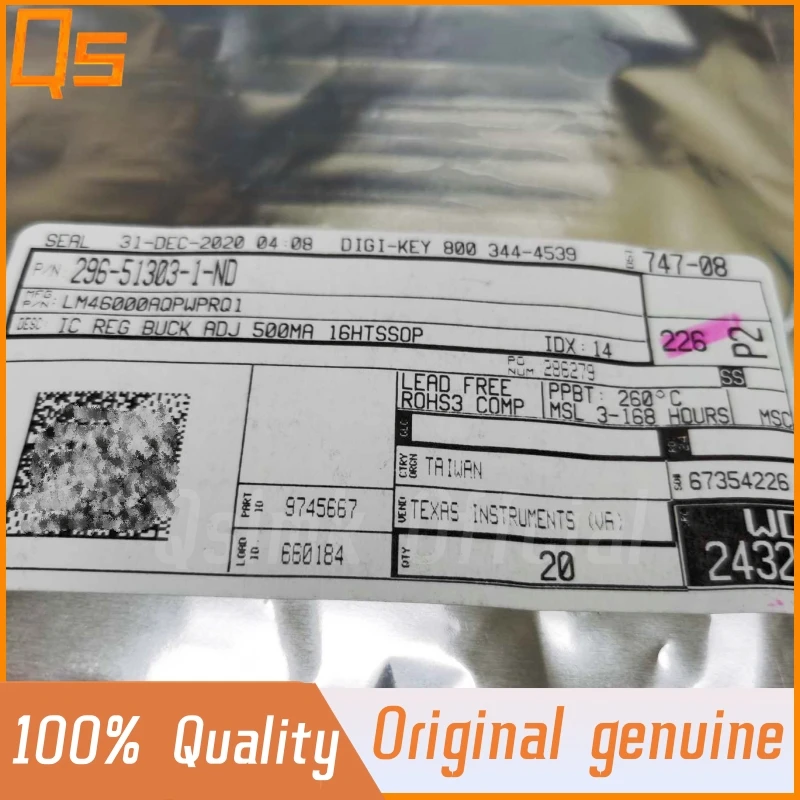 Qs
SEAL 31-DEC-2020 04:08 DIGI-KEY 800 344-4539
747-08
P/N 296-51303-1-ND
MFG. P/N: LM46000AQPWPRQ1
DESC IC REG BUCK ADJ 500MA 16HTSSOP
IDX: 14
226 P2
PO NUM 286279
SS
LEAD FREE
ROHS3 COMP
PPBT: 260°C
MSL 3-168 HOURS
MSC
CTRY ORGN TAIWAN
67354226
PART ID 9745667
VEND TEXAS INSTRUMENTS (VA)
LOAD ID. 660184
QTY 20
2432
100% Quality
Original genuine